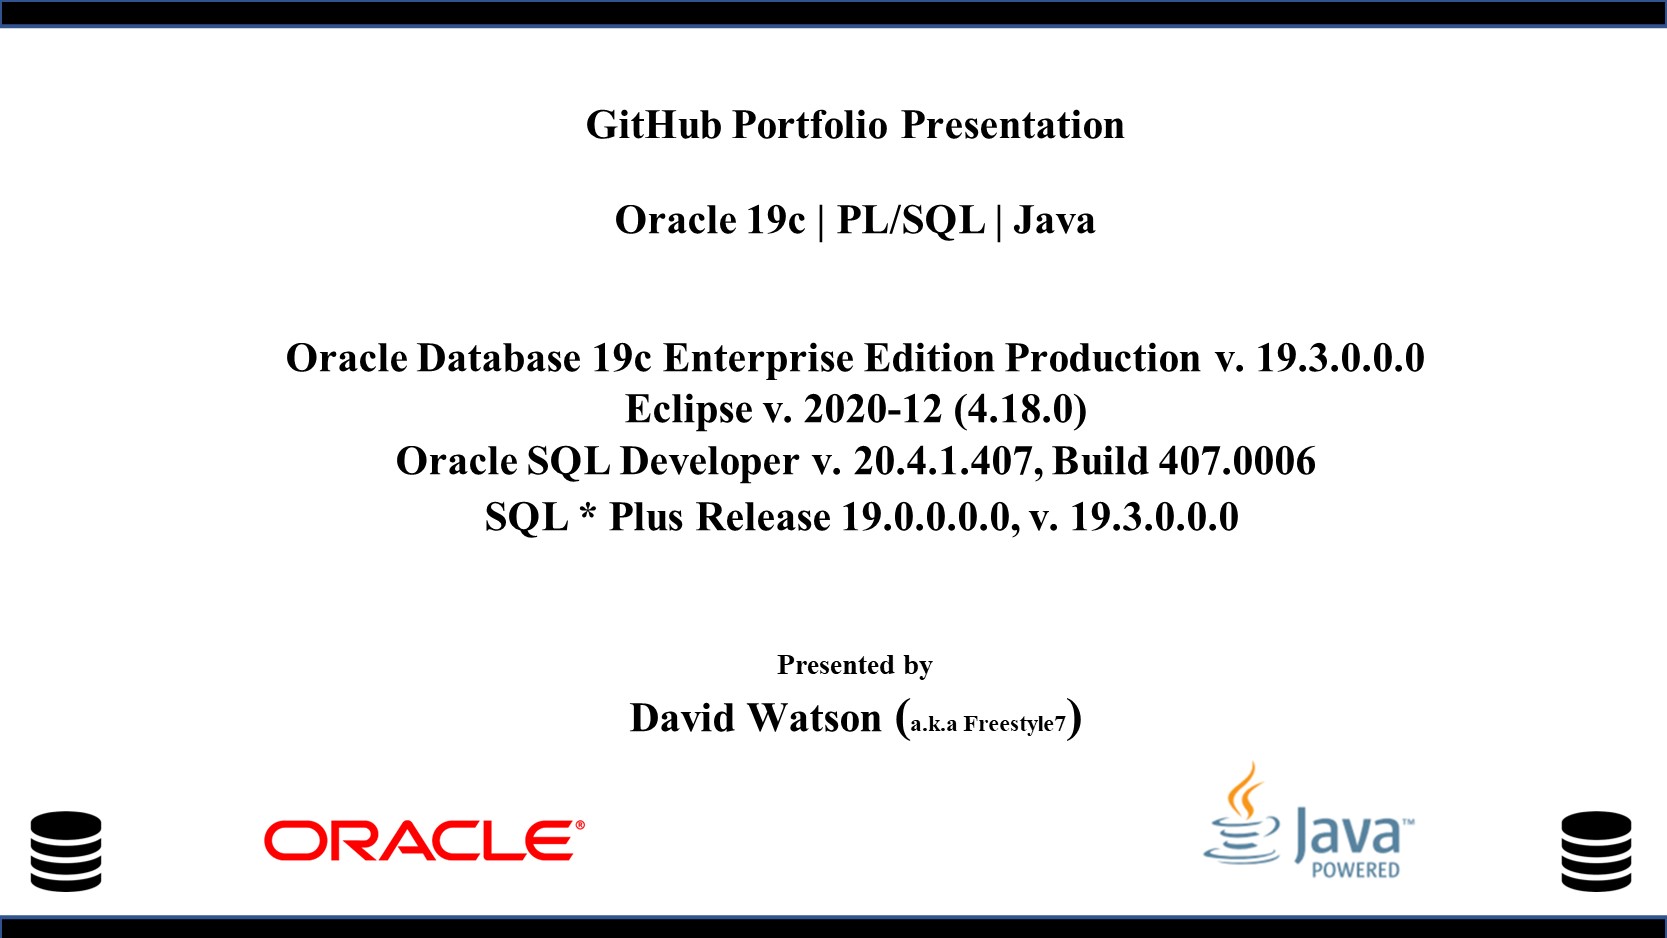 GitHub Portfolio Presentation
Oracle 19c | PL/SQL | Java
Oracle Database 19c Enterprise Edition Production v. 19.3.0.0.0
Eclipse v. 2020-12 (4.18.0)
Oracle SQL Developer v. 20.4.1.407, Build 407.0006
SQL * Plus Release 19.0.0.0.0, v. 19.3.0.0.0
Presented by
David Watson (a.k.a Freestyle7)
ORACLE®
Java™
POWERED